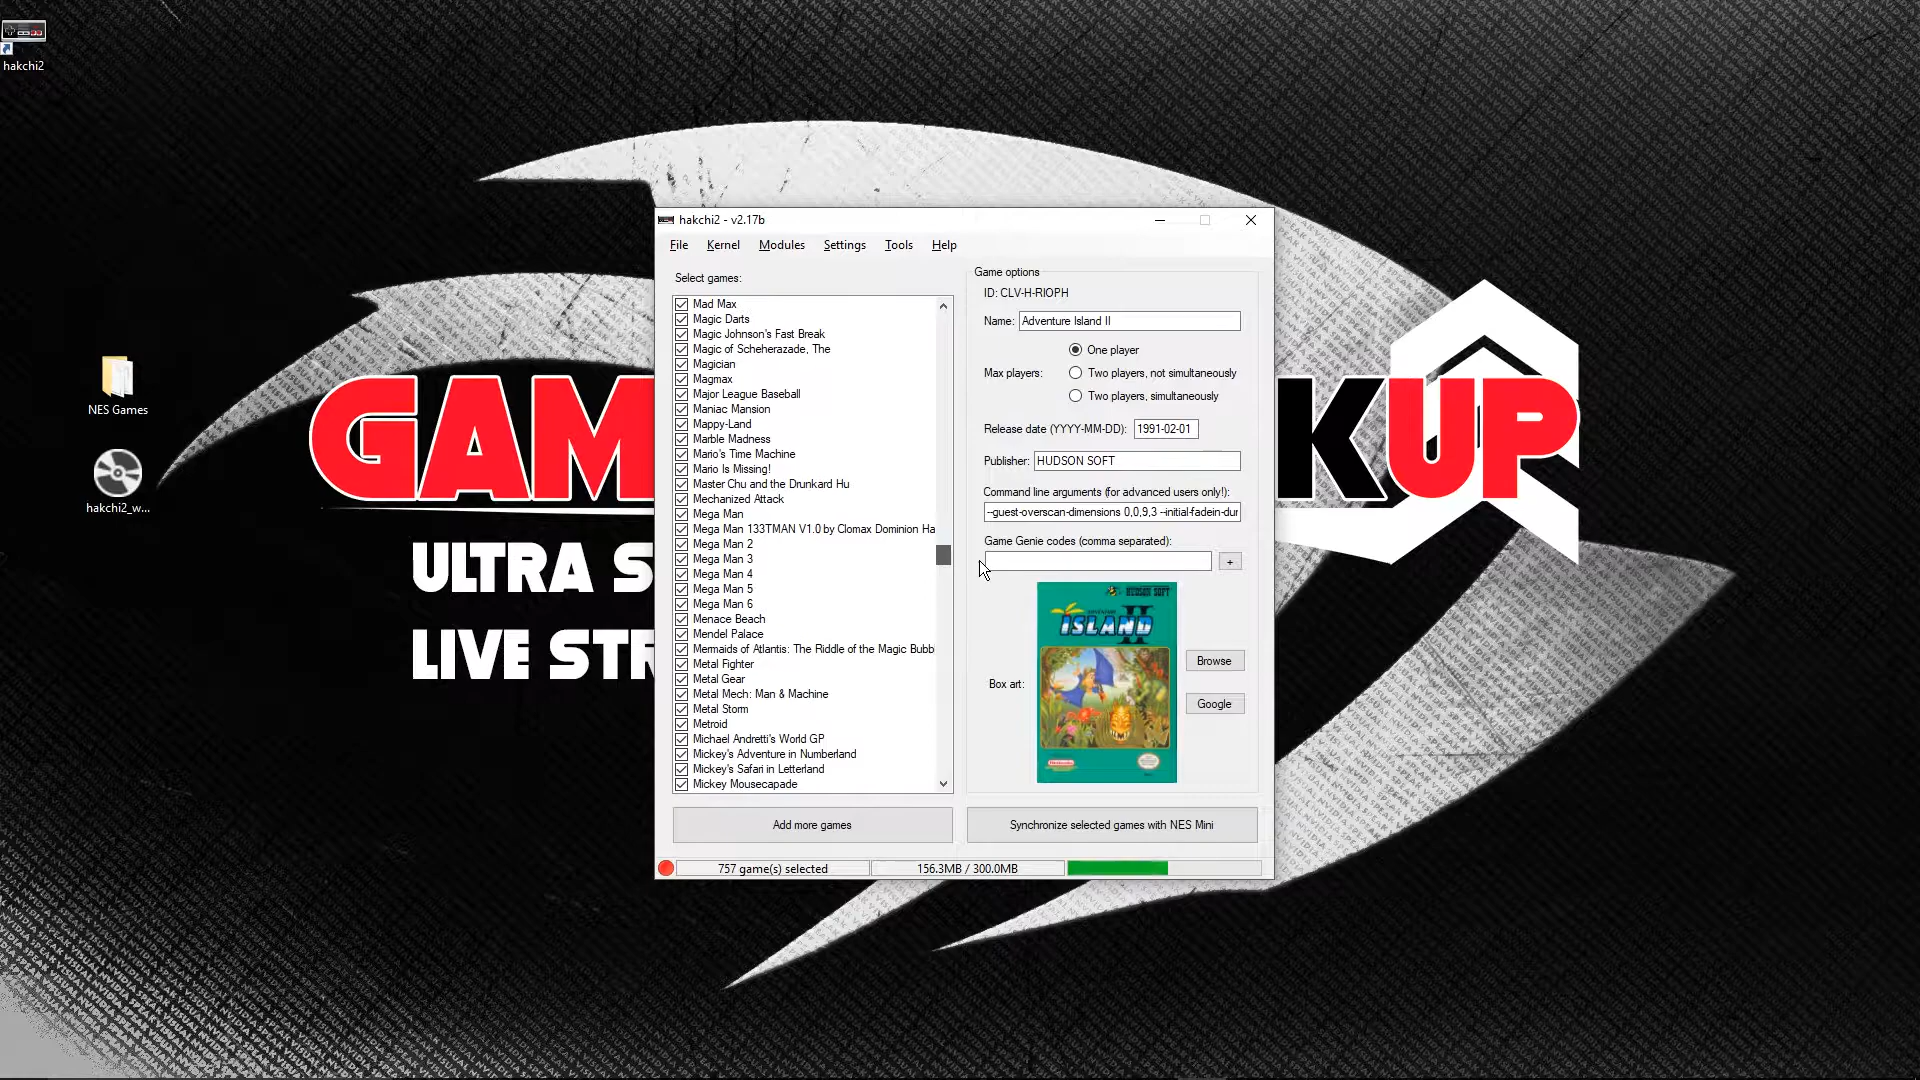 hakchi2
NES Games
hakchi2_w...
GAM
KUP
ULTRA S
LIVE STR
hakchi2 - v2.17b
File Kernel Modules Settings Tools Help
Select games:
Mad Max
Magic Darts
Magic Johnson's Fast Break
Magic of Scheherazade, The
Magician
Magmax
Major League Baseball
Maniac Mansion
Mappy-Land
Marble Madness
Mario's Time Machine
Mario Is Missing!
Master Chu and the Drunkard Hu
Mechanized Attack
Mega Man
Mega Man 133TMAN V1.0 by Clomax Dominion Ha
Mega Man 2
Mega Man 3
Mega Man 4
Mega Man 5
Mega Man 6
Menace Beach
Mendel Palace
Mermaids of Atlantis: The Riddle of the Magic Bubb
Metal Fighter
Metal Gear
Metal Mech: Man & Machine
Metal Storm
Metroid
Michael Andretti's World GP
Mickey's Adventure in Numberland
Mickey's Safari in Letterland
Mickey Mousecapade
Add more games
Game options
ID: CLV-H-RIOPH
Name: Adventure Island II
Max players:
One player
Two players, not simultaneously
Two players, simultaneously
Release date (YYYY-MM-DD): 1991-02-01
Publisher: HUDSON SOFT
Command line arguments (for advanced users only!):
--guest-overscan-dimensions 0,0,9,3 --initial-fadein-dur
Game Genie codes (comma separated):
+
Box art:
HUDSON SOFT
ADVENTURE
ISLAND II
Nintendo
Browse
Google
Synchronize selected games with NES Mini
757 game(s) selected
156.3MB / 300.0MB